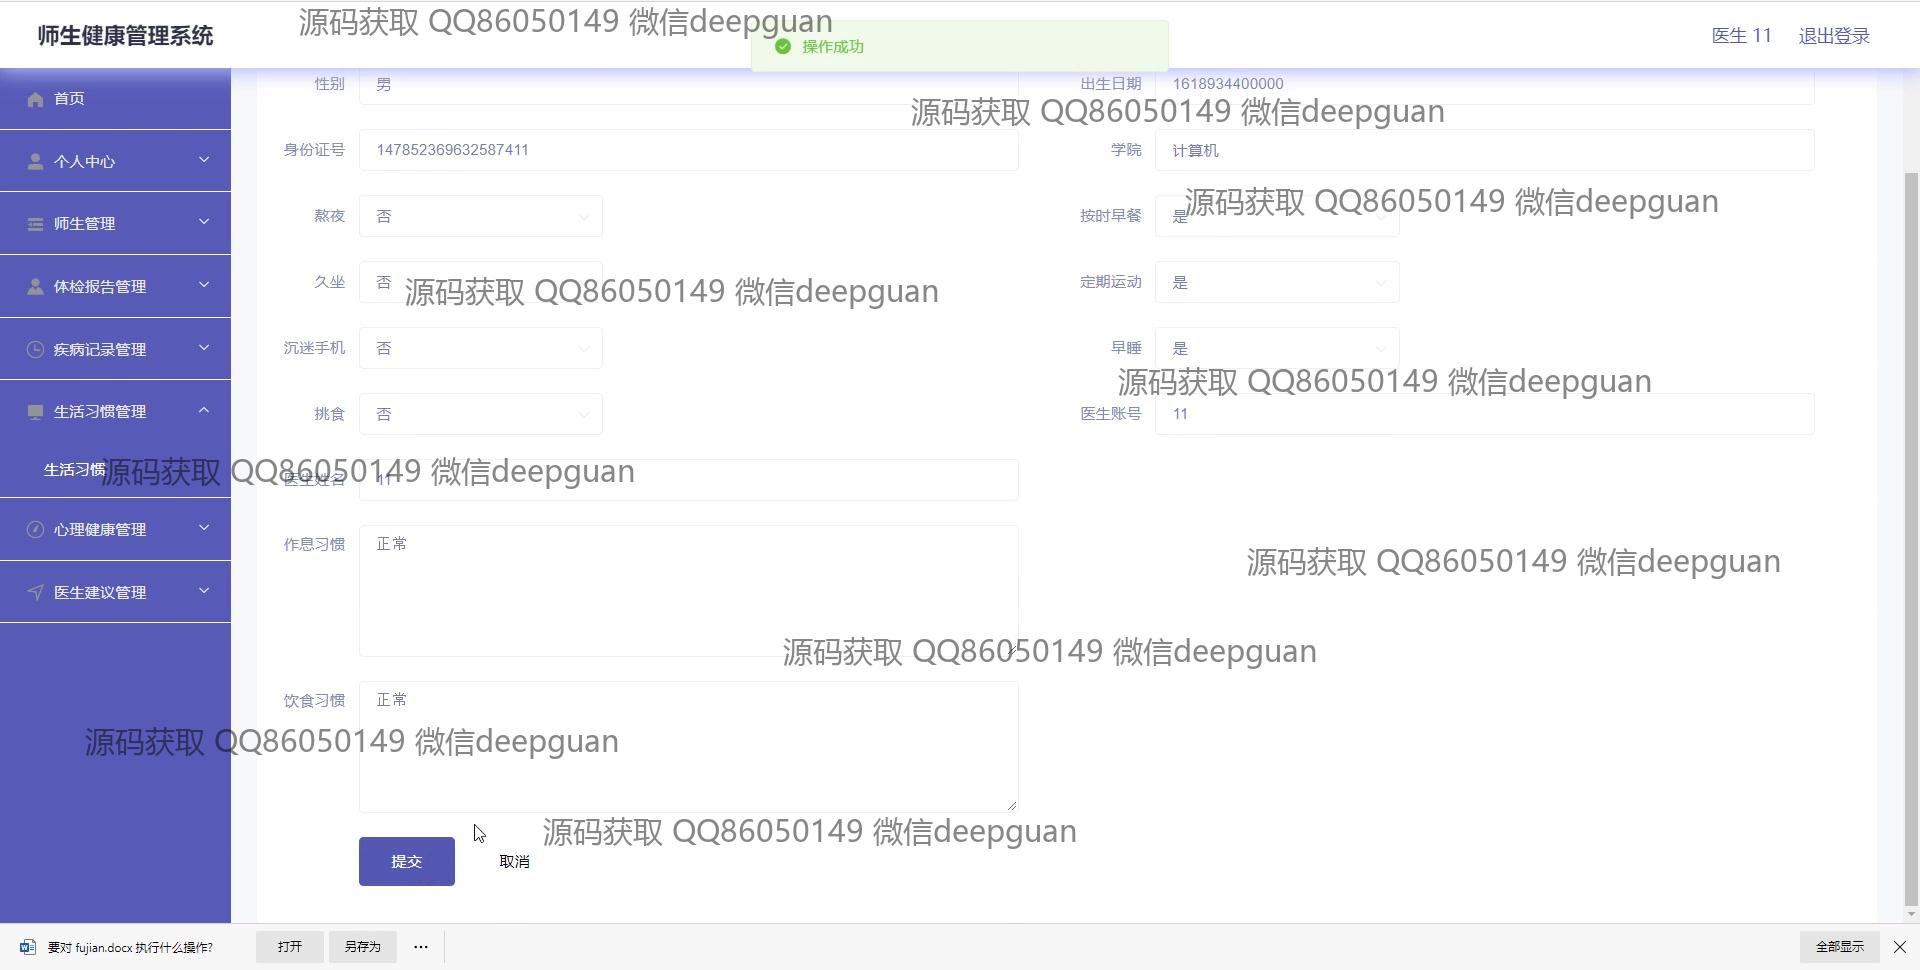 源码获取 QQ86050149 微信deepguan
师生健康管理系统
操作成功
医生 11 退出登录
首页
个人中心
师生管理
体检报告管理
疾病记录管理
生活习惯管理
生活习惯
心理健康管理
医生建议管理
性别 男 出生日期 1618934400000
源码获取 QQ86050149 微信deepguan
身份证号 147852369632587411 学院 计算机
源码获取 QQ86050149 微信deepguan
熬夜 否 按时早餐 是
久坐 否 定期运动 是
源码获取 QQ86050149 微信deepguan
沉迷手机 否 早睡 是
源码获取 QQ86050149 微信deepguan
挑食 否 医生账号 11
源码获取 QQ86050149 微信deepguan
医生姓名 11
作息习惯 正常
源码获取 QQ86050149 微信deepguan
源码获取 QQ86050149 微信deepguan
饮食习惯 正常
源码获取 QQ86050149 微信deepguan
源码获取 QQ86050149 微信deepguan
提交 取消
要对 fujian.docx 执行什么操作? 打开 另存为 ··· 全部显示